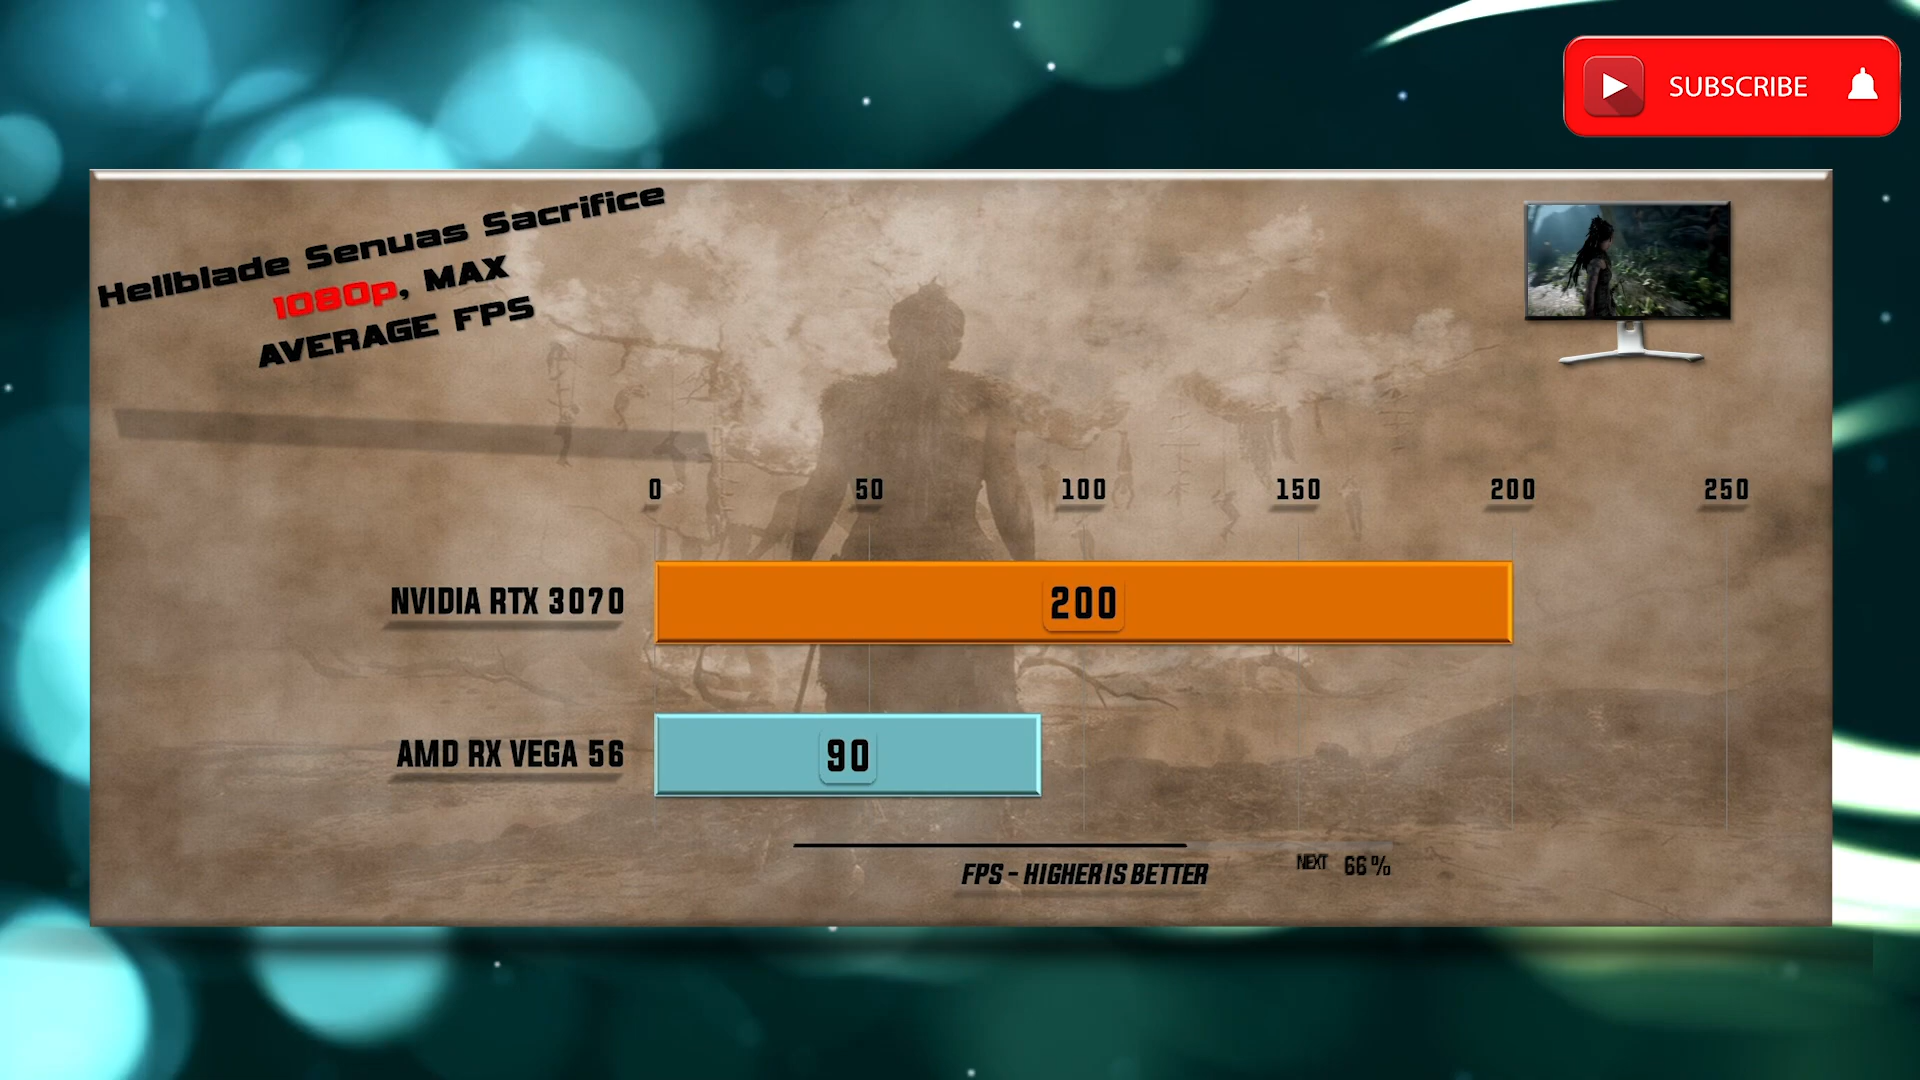 SUBSCRIBE
Hellblade Senuas Sacrifice
1080p, MAX
AVERAGE FPS
0 50 100 150 200 250
NVIDIA RTX 3070 200
AMD RX VEGA 56 90
FPS - HIGHER IS BETTER
NEXT 66%